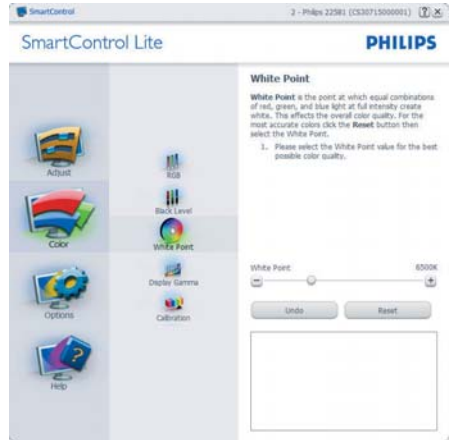 SmartControl
2 - Philips 225B1 (CS30715000001)
SmartControl Lite
PHILIPS
Adjust
Color
Options
Help
RGB
Black Level
White Point
Display Gamma
Calibration
White Point
White Point is the point at which equal combinations
of red, green, and blue light at full intensity create
white. This effects the overall color quality. For the
most accurate colors click the Reset button then
select the White Point.
1. Please select the White Point value for the best
possible color quality.
White Point 6500K
Undo Reset